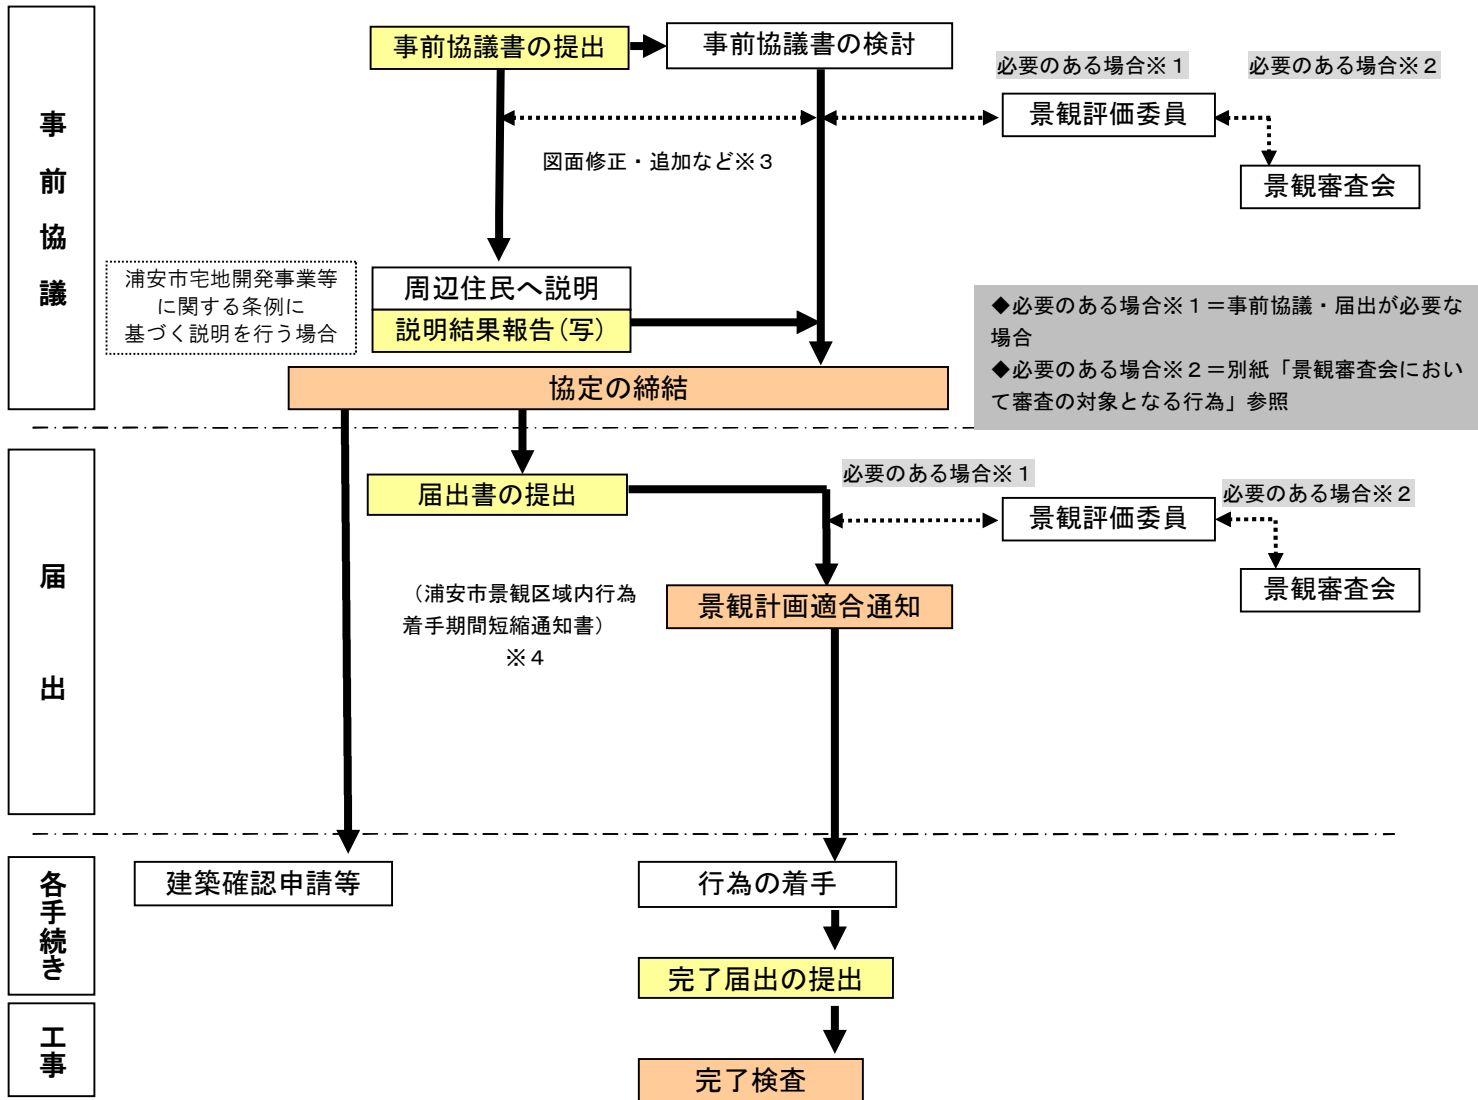 事前協議
事前協議書の提出
事前協議書の検討
必要のある場合※1
必要のある場合※2
景観評価委員
図面修正・追加など※3
景観審査会
浦安市宅地開発事業等
に関する条例に
基づく説明を行う場合
周辺住民へ説明
説明結果報告(写)
◆必要のある場合※1=事前協議・届出が必要な
場合
◆必要のある場合※2=別紙「景観審査会におい
て審査の対象となる行為」参照
協定の締結
届出
届出書の提出
必要のある場合※1
必要のある場合※2
景観評価委員
景観審査会
(浦安市景観区域内行為
着手期間短縮通知書)
※4
景観計画適合通知
各手続き
建築確認申請等
行為の着手
完了届出の提出
工事
完了検査